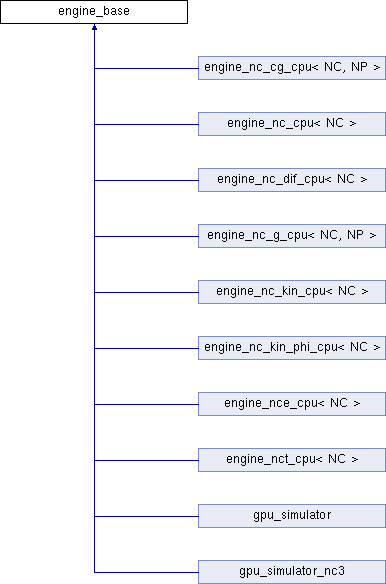 engine_base
engine_nc_cg_cpu< NC, NP >
engine_nc_cpu< NC >
engine_nc_dif_cpu< NC >
engine_nc_g_cpu< NC, NP >
engine_nc_kin_cpu< NC >
engine_nc_kin_phi_cpu< NC >
engine_nce_cpu< NC >
engine_nct_cpu< NC >
gpu_simulator
gpu_simulator_nc3